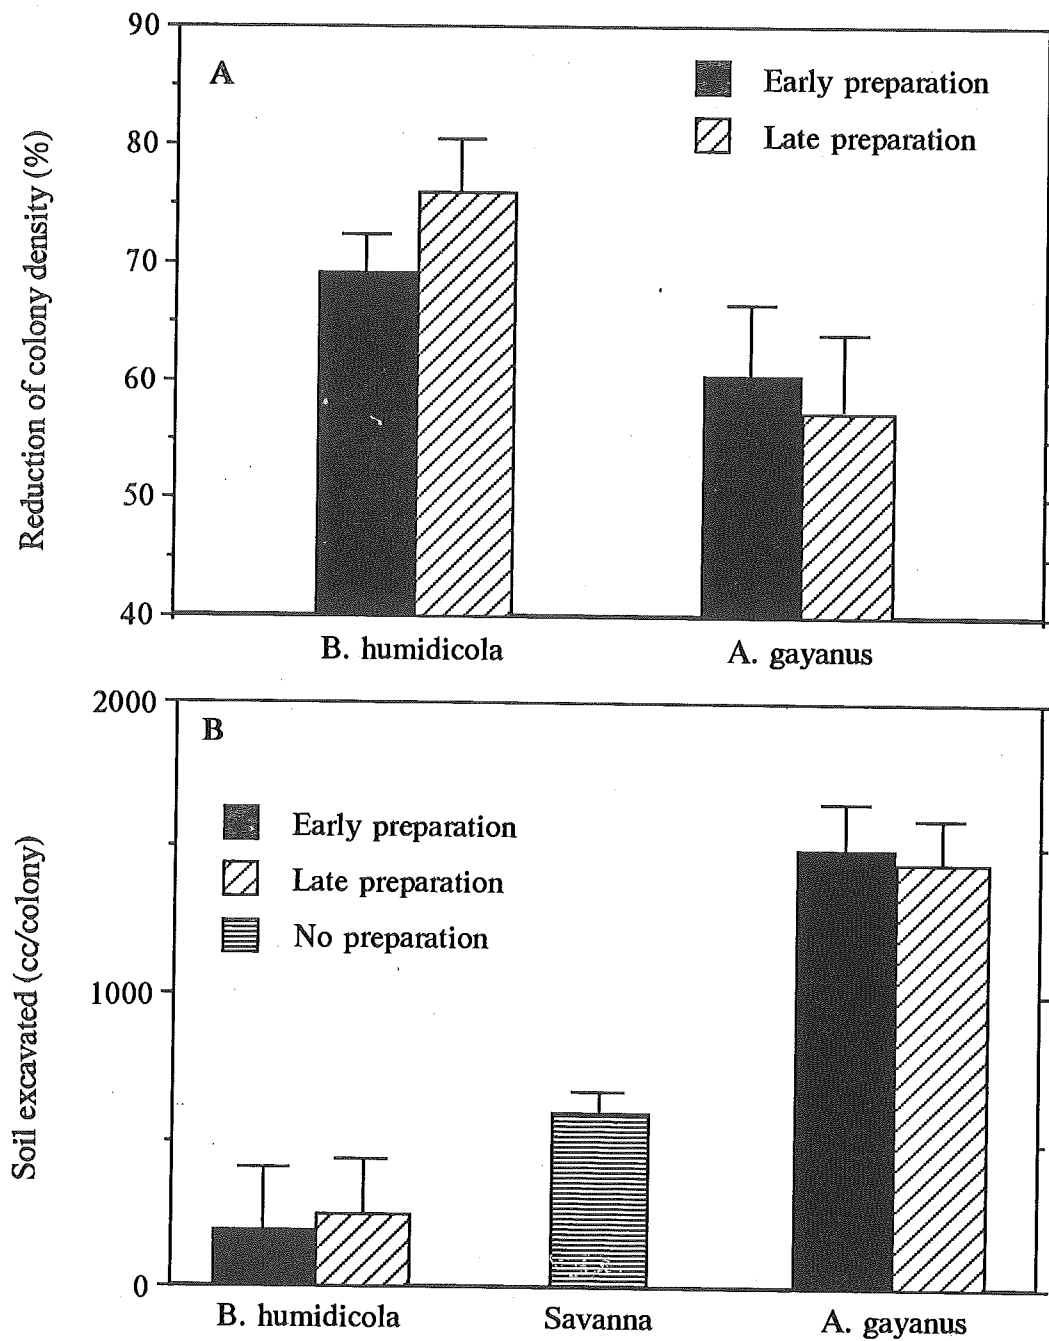 90
A
Early preparation
80
Late preparation
Reduction of colony density (%)
70
60
50
40
B. humidicola
A. gayanus
2000
B
Early preparation
Late preparation
No preparation
Soil excavated (cc/colony)
1000
0
B. humidicola
Savanna
A. gayanus